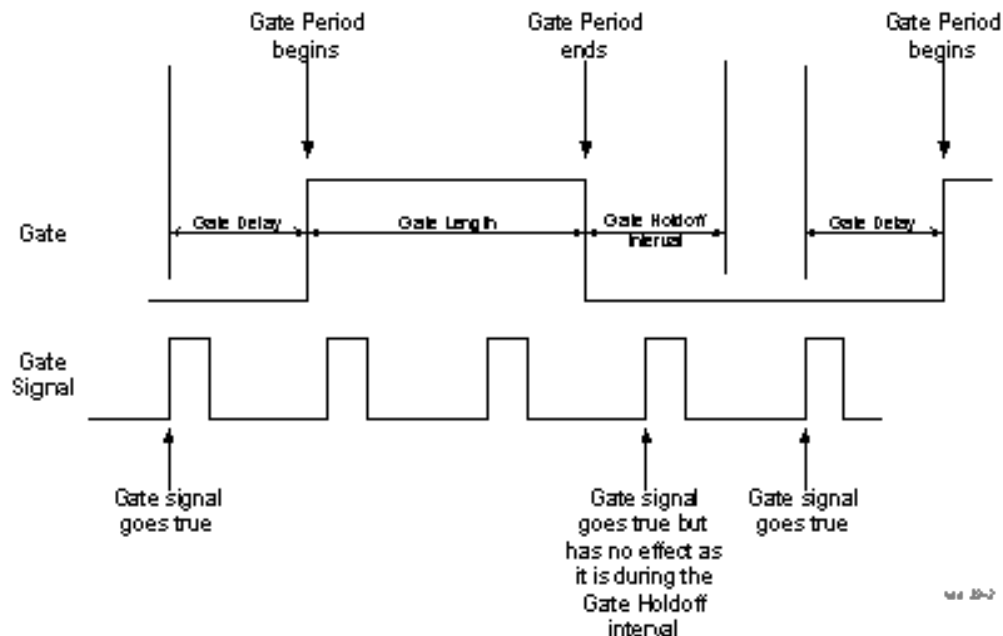 Gate Period
begins
Gate Period
ends
Gate Period
begins
Gate
Gate Delay
Gate Length
Gate Holdoff
Interval
Gate Delay
Gate
Signal
Gate signal
goes true
Gate signal
goes true but
has no effect as
it is during the
Gate Holdoff
interval
Gate signal
goes true